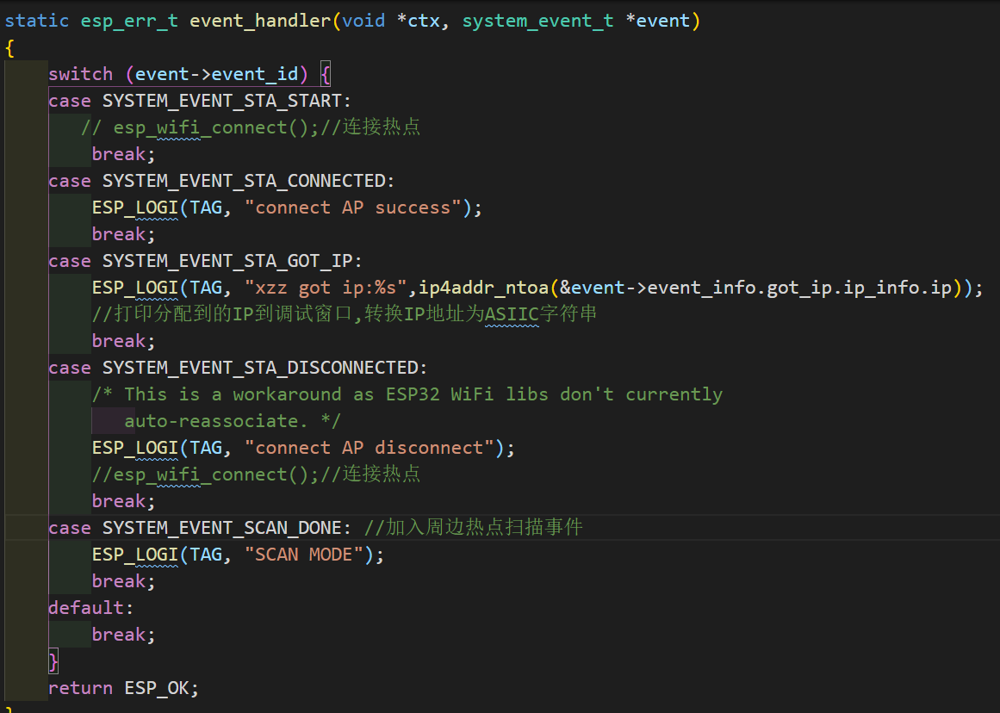 static esp_err_t event_handler(void *ctx, system_event_t *event)
{
    switch (event->event_id) {
    case SYSTEM_EVENT_STA_START:
       // esp_wifi_connect();//连接热点
        break;
    case SYSTEM_EVENT_STA_CONNECTED:
        ESP_LOGI(TAG, "connect AP success");
        break;
    case SYSTEM_EVENT_STA_GOT_IP:
        ESP_LOGI(TAG, "xzz got ip:%s",ip4addr_ntoa(&event->event_info.got_ip.ip_info.ip));
        //打印分配到的IP到调试窗口,转换IP地址为ASIIC字符串
        break;
    case SYSTEM_EVENT_STA_DISCONNECTED:
        /* This is a workaround as ESP32 WiFi libs don't currently
           auto-reassociate. */
        ESP_LOGI(TAG, "connect AP disconnect");
        //esp_wifi_connect();//连接热点
        break;
    case SYSTEM_EVENT_SCAN_DONE: //加入周边热点扫描事件
        ESP_LOGI(TAG, "SCAN MODE");
        break;
    default:
        break;
    }
    return ESP_OK;
}